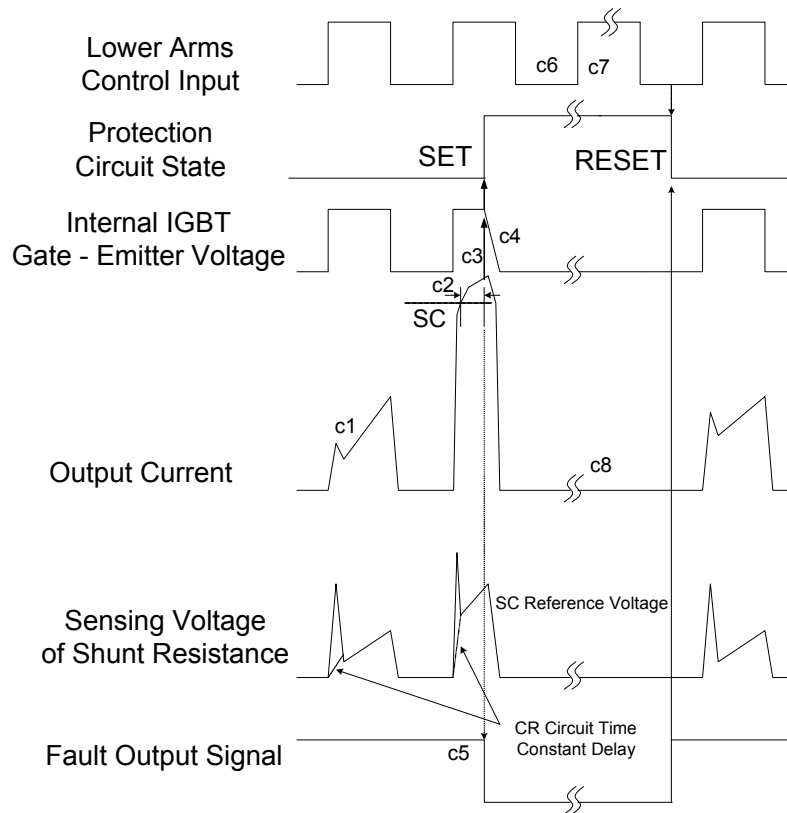 Lower Arms
Control Input
c6
c7
Protection
Circuit State
SET
RESET
Internal IGBT
Gate - Emitter Voltage
c4
c3
c2
SC
c1
Output Current
c8
SC Reference Voltage
Sensing Voltage
of Shunt Resistance
CR Circuit Time
Constant Delay
Fault Output Signal
c5